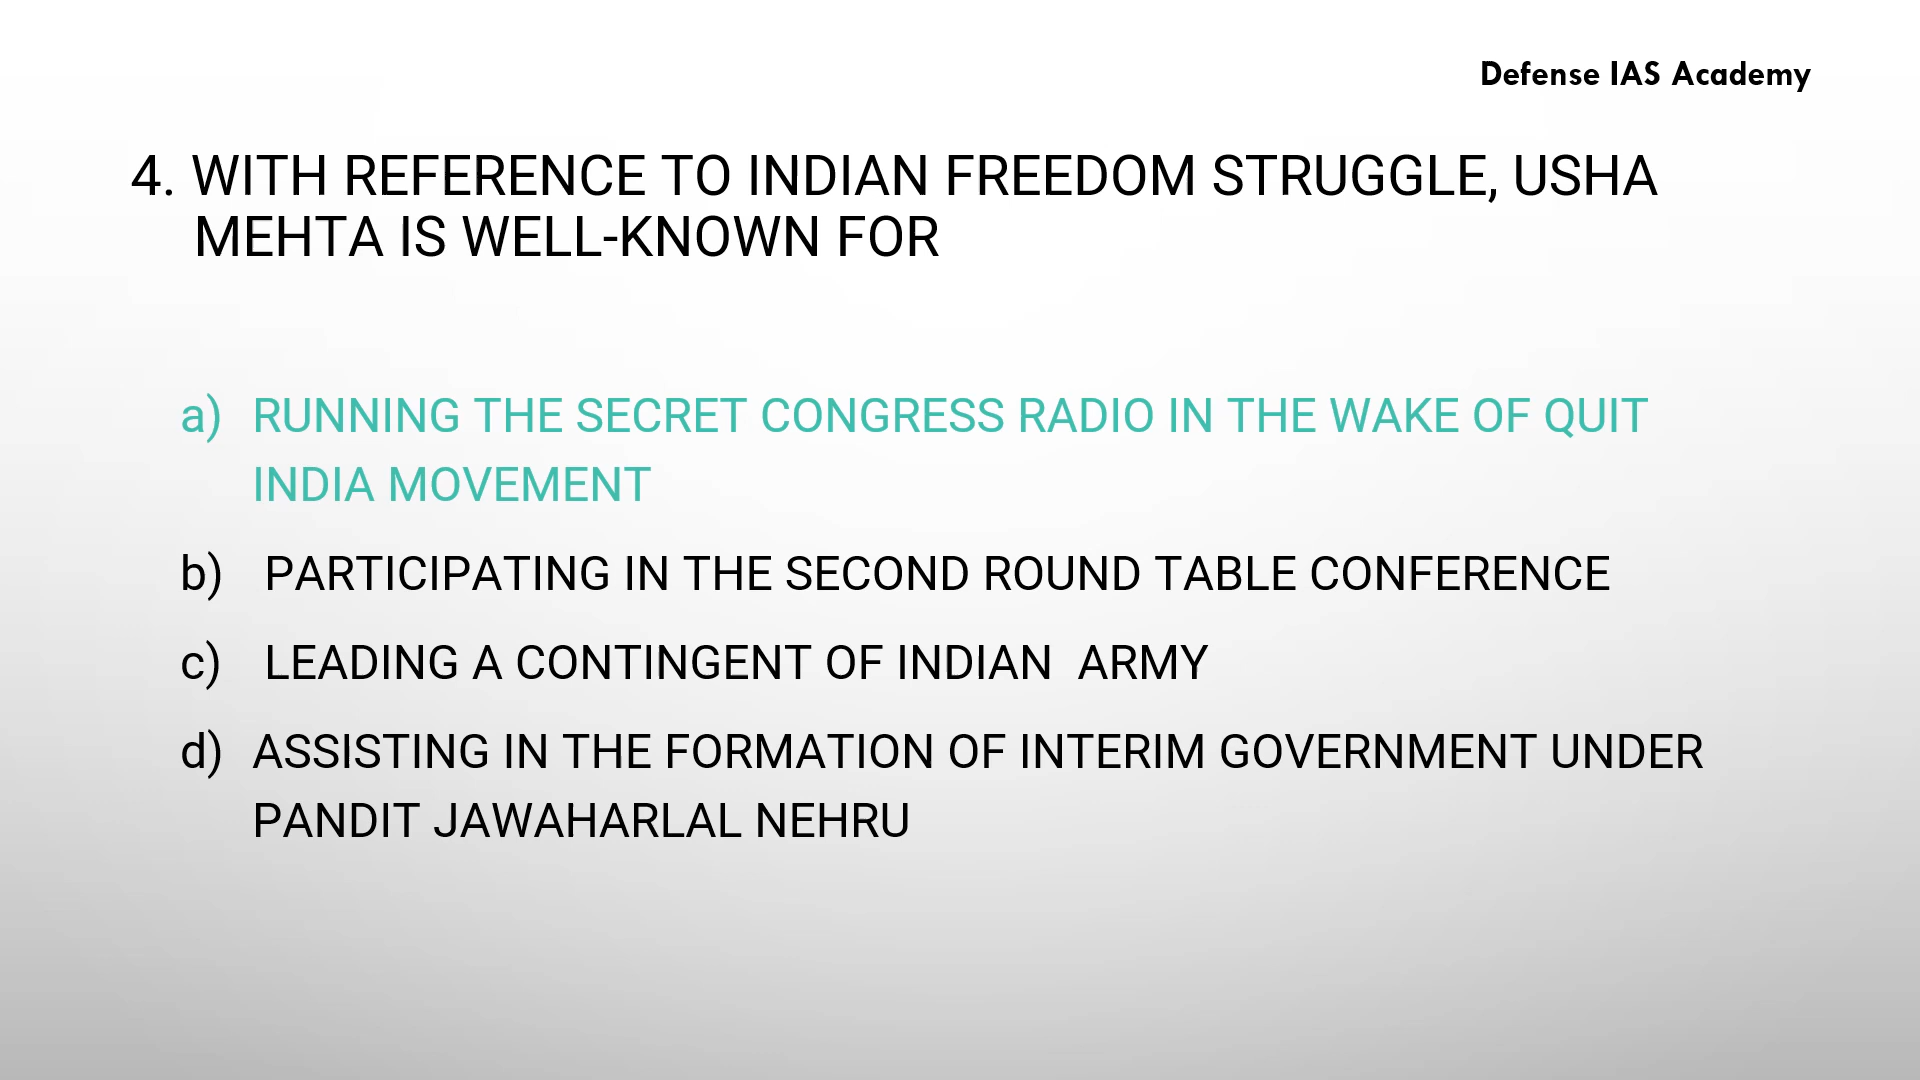 Defense IAS Academy
4. WITH REFERENCE TO INDIAN FREEDOM STRUGGLE, USHA
MEHTA IS WELL-KNOWN FOR
a) RUNNING THE SECRET CONGRESS RADIO IN THE WAKE OF QUIT
INDIA MOVEMENT
b) PARTICIPATING IN THE SECOND ROUND TABLE CONFERENCE
c) LEADING A CONTINGENT OF INDIAN ARMY
d) ASSISTING IN THE FORMATION OF INTERIM GOVERNMENT UNDER
PANDIT JAWAHARLAL NEHRU